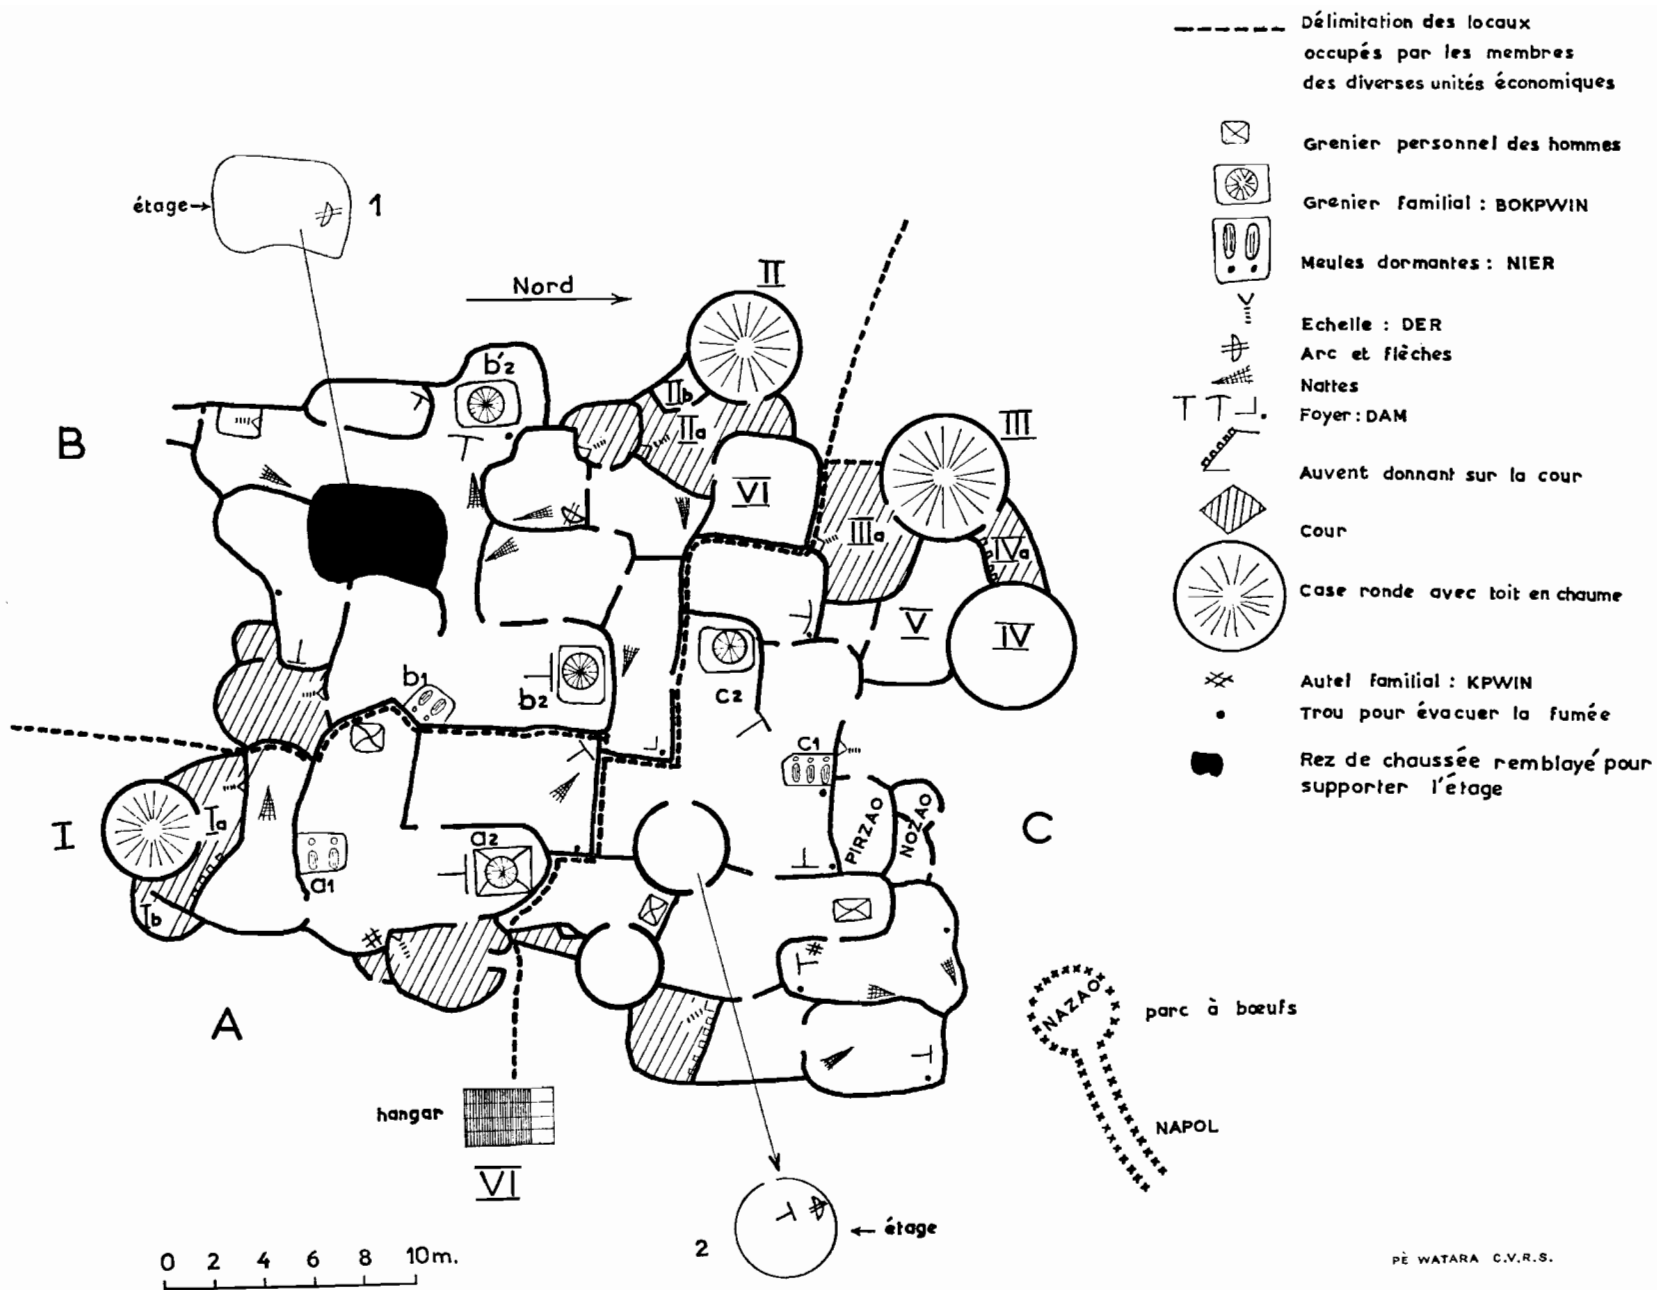 Délimitation des locaux
occupés par les membres
des diverses unités économiques
Grenier personnel des hommes
Grenier familial : BOKPWIN
Meules dormantes : NIER
Echelle : DER
Arc et flèches
Nattes
Foyer : DAM
Auvent donnant sur la cour
Cour
Case ronde avec toit en chaume
Autel familial : KPWIN
Trou pour évacuer la fumée
Rez de chaussée remblayé pour
supporter l'étage
étage
1
Nord
II
b'2
IIb
IIa
III
B
VI
IIIa
IVa
V
IV
b1
b2
c2
c1
I
Ia
a2
PIRZAO
NOZAO
C
a1
Ib
A
NAZAO
parc à bœufs
hangar
NAPOL
VI
étage
2
0 2 4 6 8 10m.
PÈ WATARA C.V.R.S.